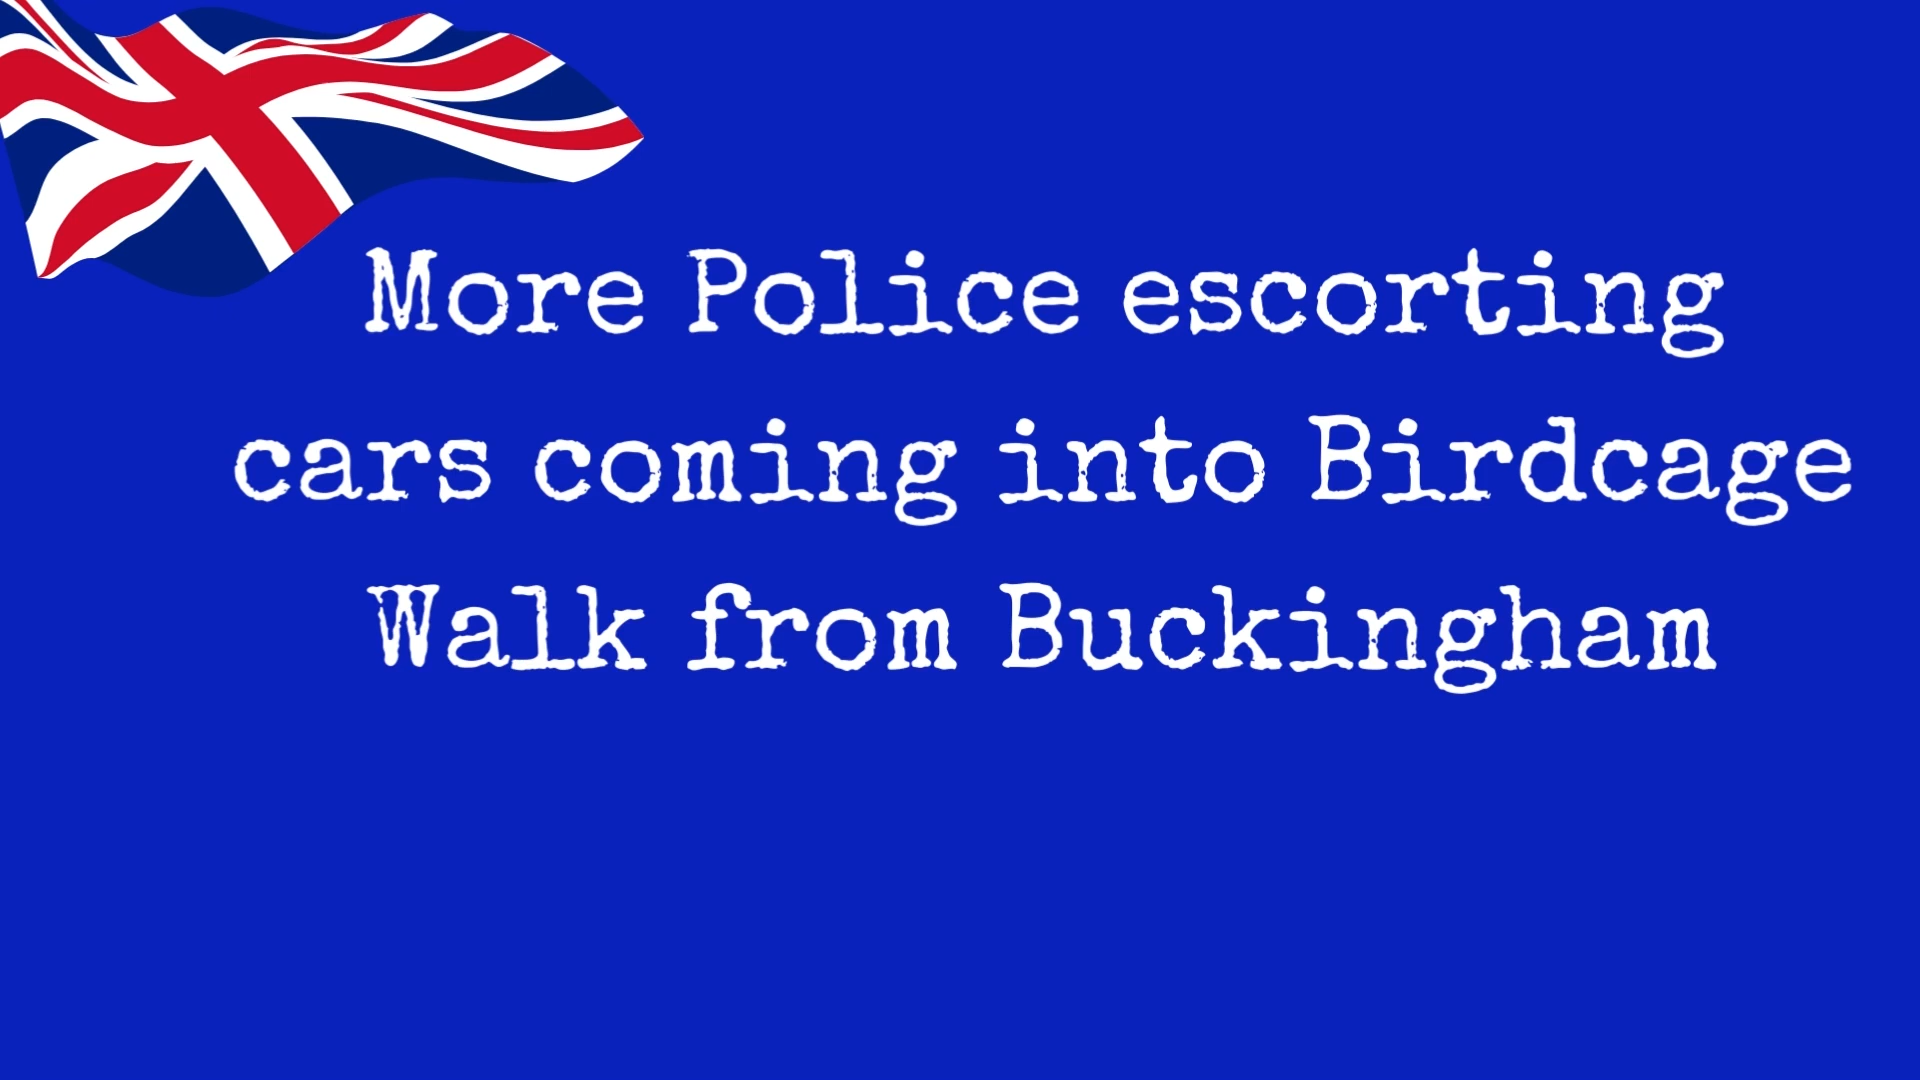 More Police escorting
cars coming into Birdcage
Walk from Buckingham